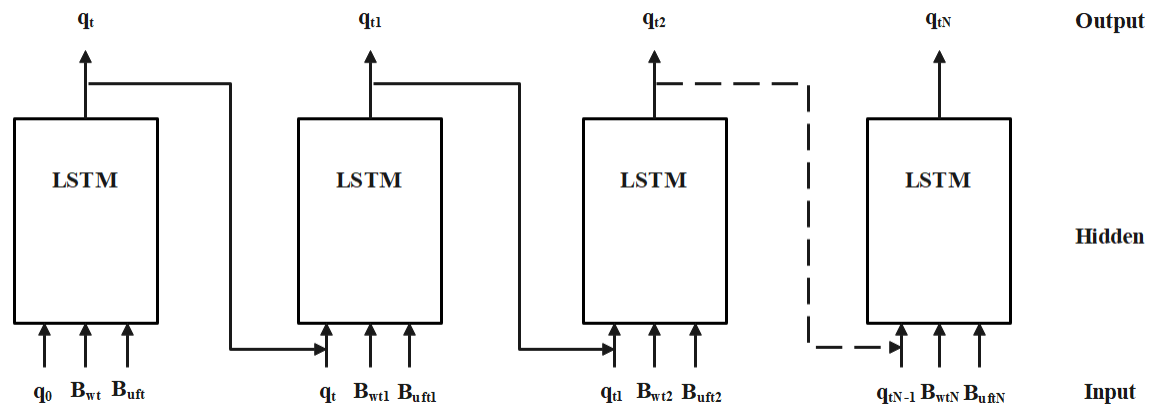 qt qt1 qt2 qtN Output
LSTM LSTM LSTM LSTM
Hidden
q0 Bwt Buft qt Bwt1 Buft1 qt1 Bwt2 Buft2 qtN-1 BwtN BuftN Input